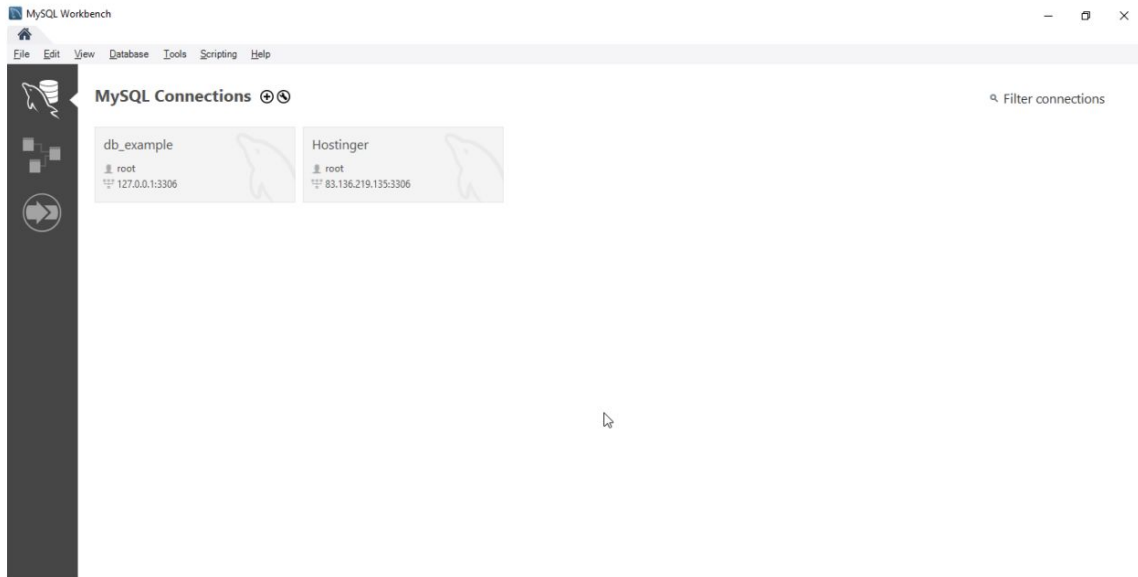 MySQL Workbench
File Edit View Database Tools Scripting Help
MySQL Connections
Filter connections
db_example
root
127.0.0.1:3306
Hostinger
root
83.136.219.135:3306